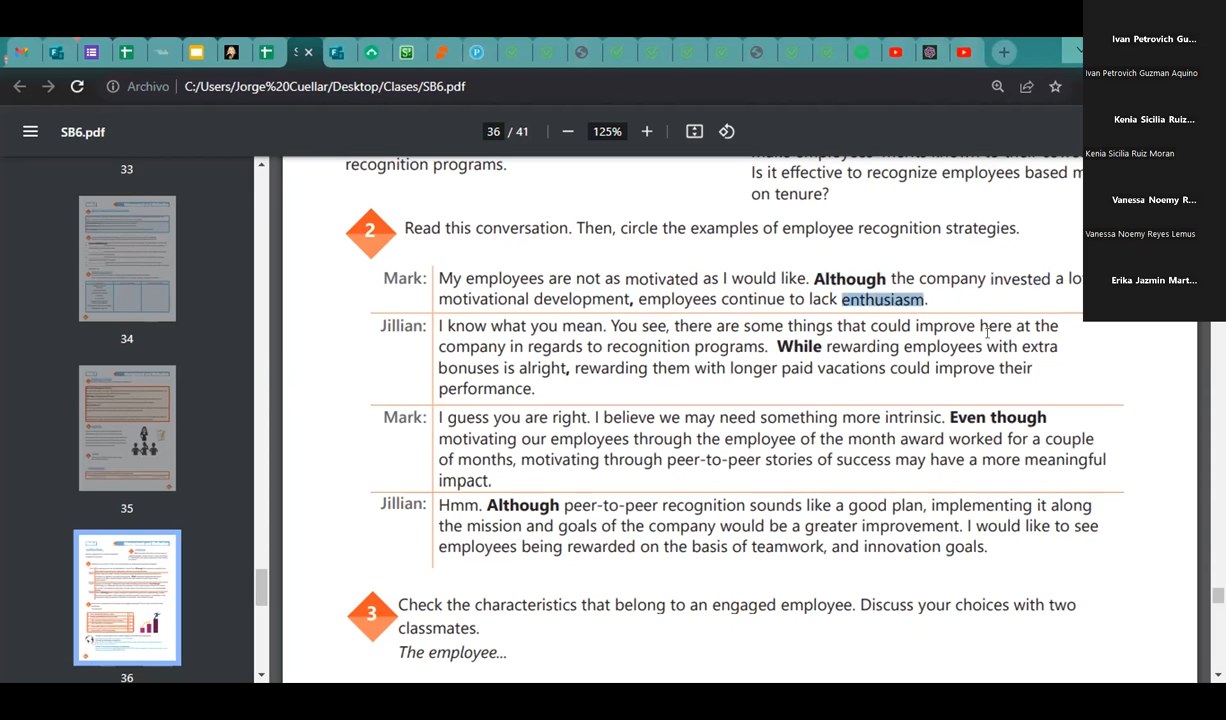 Ivan Petrovich Gu...
Ivan Petrovich Guzman Aquino
Kenia Sicilia Ruiz...
Kenia Sicilia Ruiz Moran
Vanessa Noemy R...
Vanessa Noemy Reyes Lemus
Erika Jazmin Mart...
S
Archivo C:/Users/Jorge%20Cuellar/Desktop/Clases/SB6.pdf
SB6.pdf 36 / 41 125%
33
34
35
36
recognition programs.
Is it effective to recognize employees based m
on tenure?
2 Read this conversation. Then, circle the examples of employee recognition strategies.
Mark: My employees are not as motivated as I would like. Although the company invested a lo
motivational development, employees continue to lack enthusiasm.
Jillian: I know what you mean. You see, there are some things that could improve here at the
company in regards to recognition programs. While rewarding employees with extra
bonuses is alright, rewarding them with longer paid vacations could improve their
performance.
Mark: I guess you are right. I believe we may need something more intrinsic. Even though
motivating our employees through the employee of the month award worked for a couple
of months, motivating through peer-to-peer stories of success may have a more meaningful
impact.
Jillian: Hmm. Although peer-to-peer recognition sounds like a good plan, implementing it along
the mission and goals of the company would be a greater improvement. I would like to see
employees being rewarded on the basis of teamwork, and innovation goals.
3 Check the characteristics that belong to an engaged employee. Discuss your choices with two
classmates.
The employee...